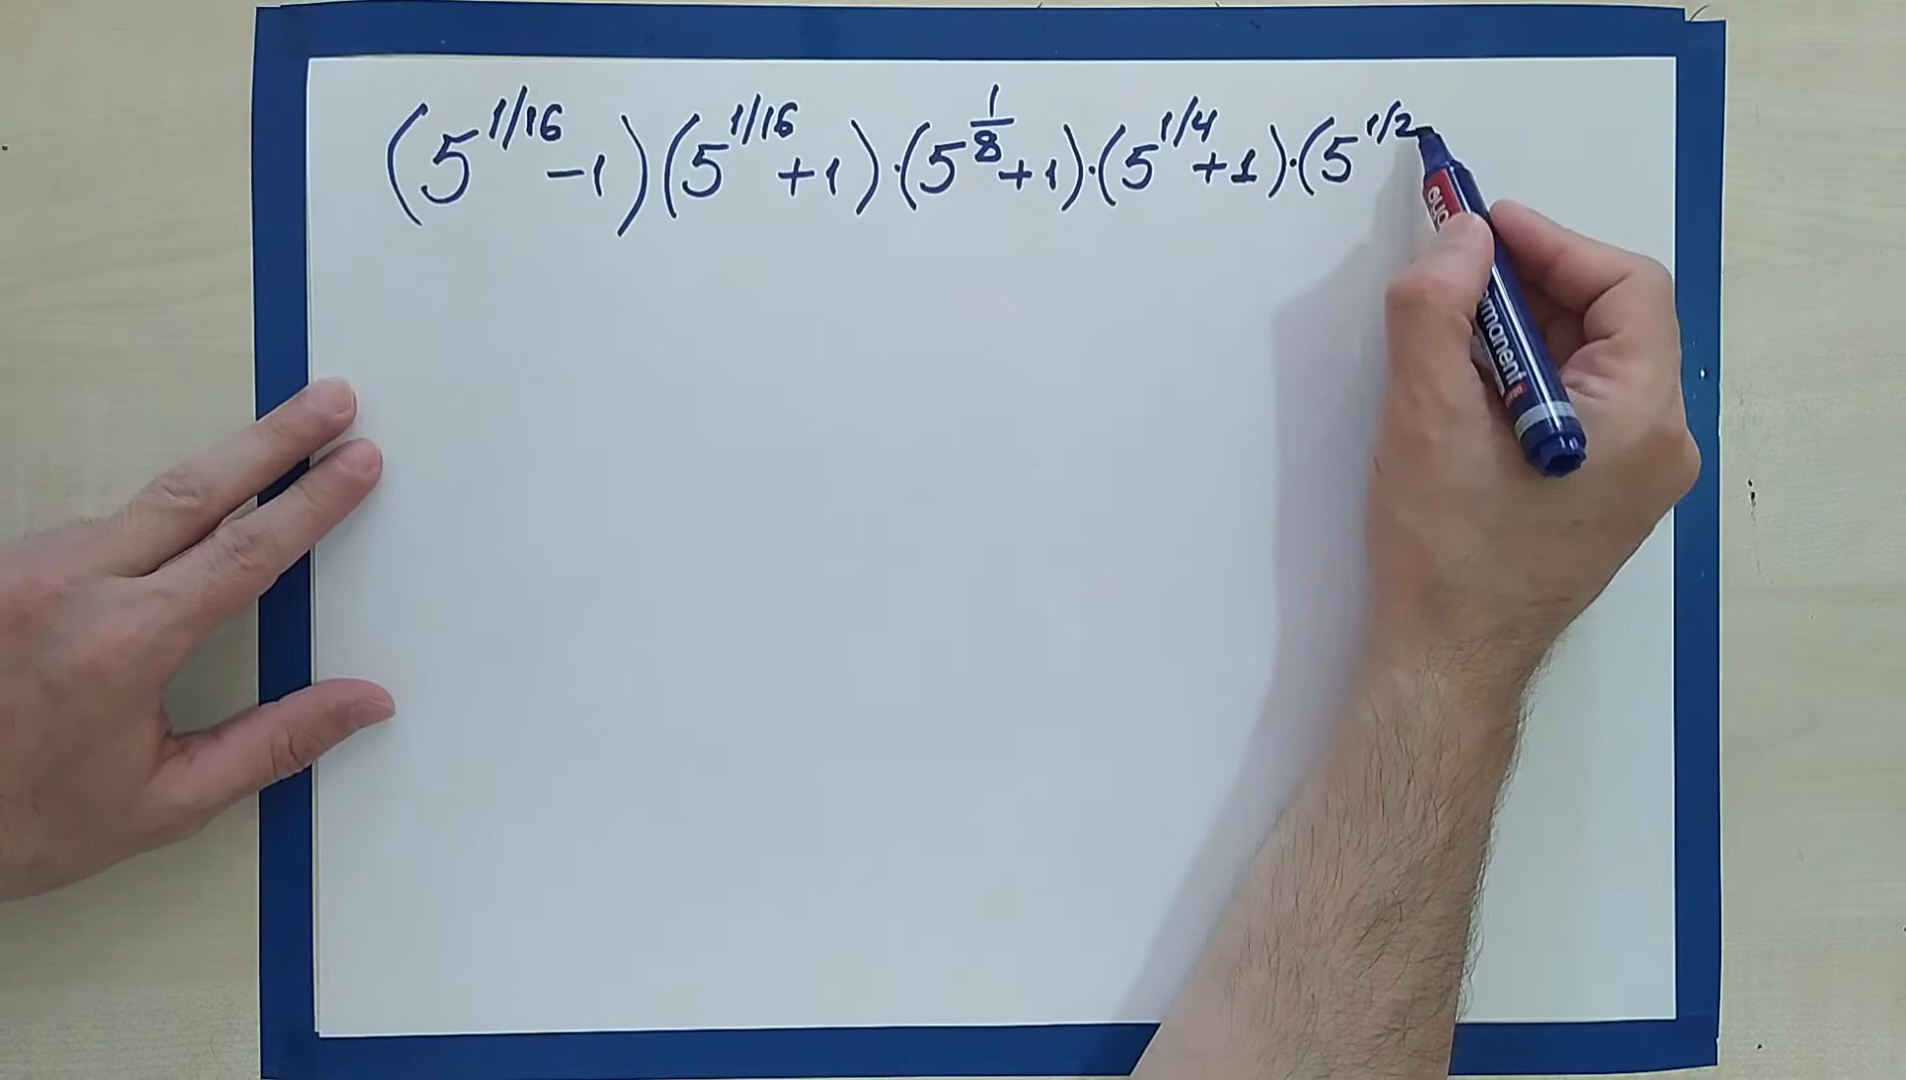 (5^1/16 - 1)(5^1/16 + 1)·(5^1/8 + 1)·(5^1/4 + 1)·(5^1/2
rmanent